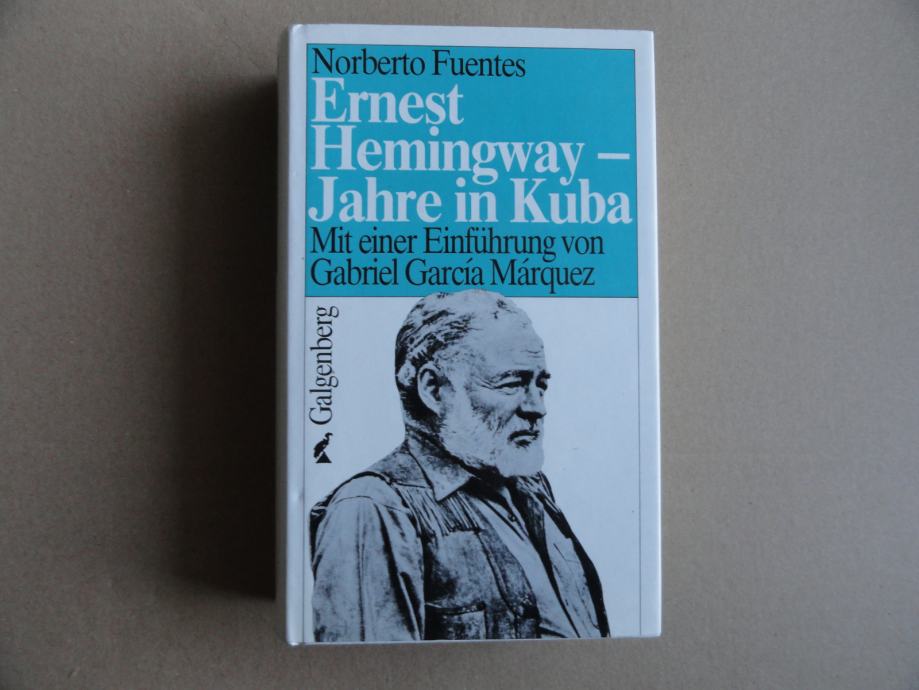 Norberto Fuentes
Ernest
Hemingway –
Jahre in Kuba
Mit einer Einführung von
Gabriel García Márquez
Galgenberg